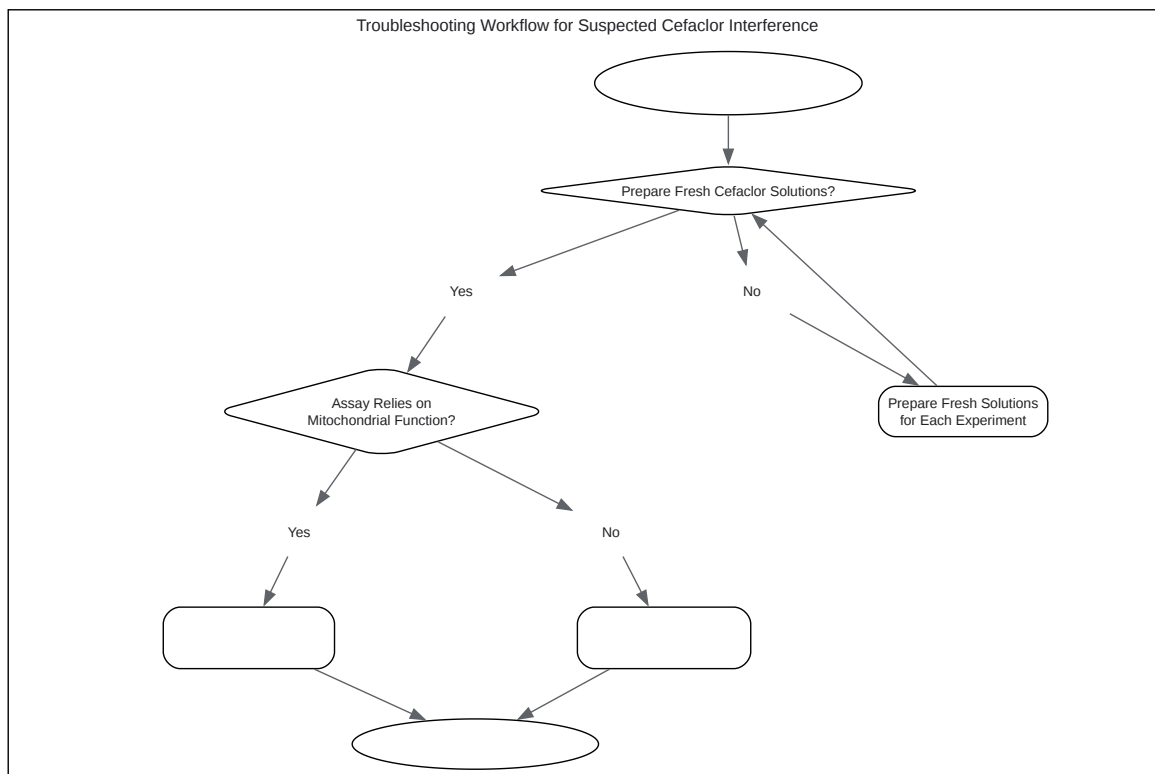 Troubleshooting Workflow for Suspected Cefaclor Interference
Prepare Fresh Cefaclor Solutions?
Yes
No
Assay Relies on
Mitochondrial Function?
Prepare Fresh Solutions
for Each Experiment
Yes
No